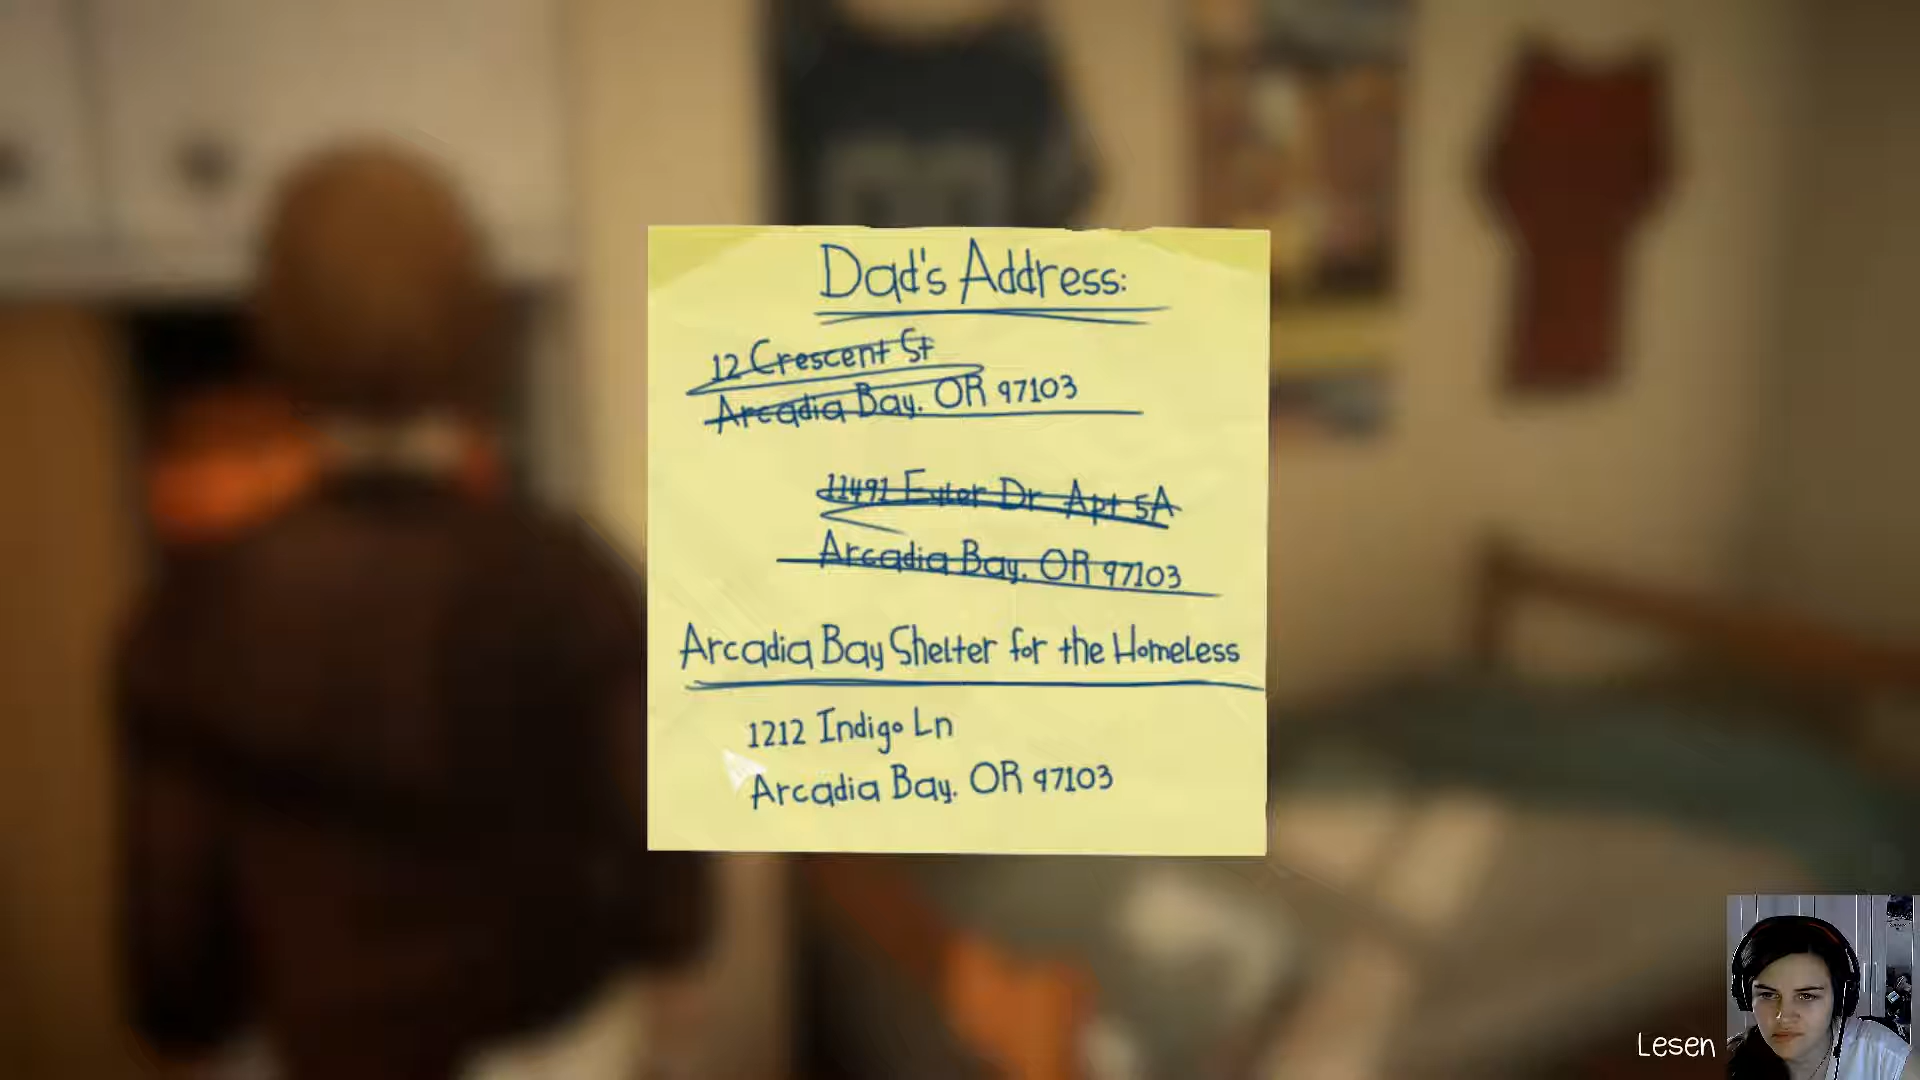 Dad's Address:
12 Crescent St
Arcadia Bay, OR 97103
11491 Euler Dr Apt 5A
Arcadia Bay, OR 97103
Arcadia Bay Shelter for the Homeless
1212 Indigo Ln
Arcadia Bay, OR 97103
Lesen